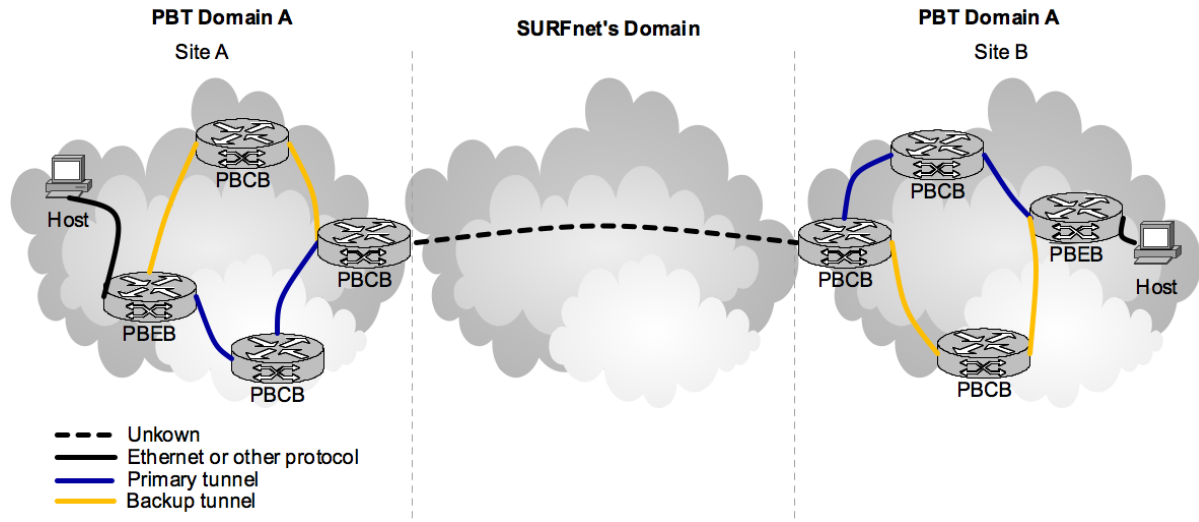 PBT Domain A
Site A
SURFnet's Domain
PBT Domain A
Site B
PBCB
Host
PBCB
PBEB
PBCB
PBCB
PBCB
PBEB
Host
PBCB
Unkown
Ethernet or other protocol
Primary tunnel
Backup tunnel